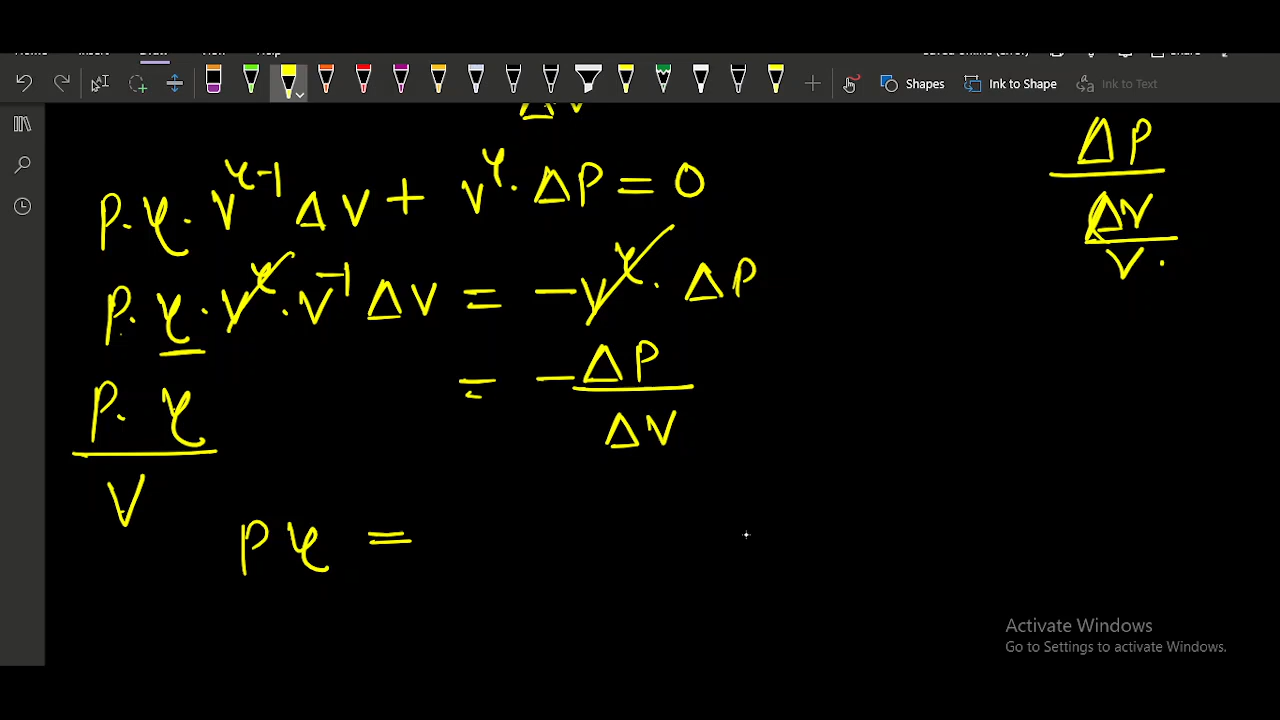 Shapes Ink to Shape Ink to Text
P·γ·V^γ-1 ΔV + V^γ·ΔP = 0
P·γ·V^γ·V^-1 ΔV = -V^γ·ΔP
P·γ/V = -ΔP/ΔV
Pγ =
ΔP
ΔV
V·
Activate Windows
Go to Settings to activate Windows.